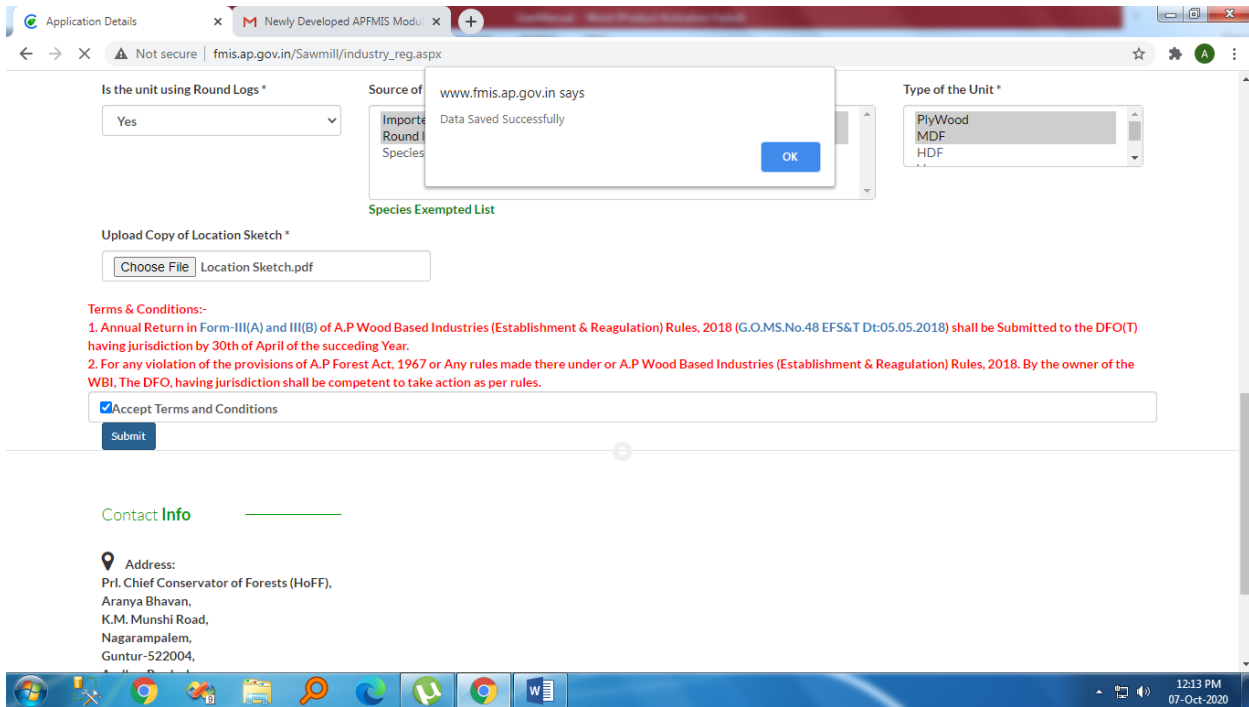 Application Details
Newly Developed APFMIS Modul
Not secure | fmis.ap.gov.in/Sawmill/industry_reg.aspx
A
www.fmis.ap.gov.in says
Data Saved Successfully
OK
Is the unit using Round Logs *
Source of
Type of the Unit *
Yes
Importe
Round l
Species
PlyWood
MDF
HDF
Species Exempted List
Upload Copy of Location Sketch *
Choose File Location Sketch.pdf
Terms & Conditions:-
1. Annual Return in Form-III(A) and III(B) of A.P Wood Based Industries (Establishment & Reagulation) Rules, 2018 (G.O.MS.No.48 EFS&T Dt:05.05.2018) shall be Submitted to the DFO(T)
having jurisdiction by 30th of April of the succeding Year.
2. For any violation of the provisions of A.P Forest Act, 1967 or Any rules made there under or A.P Wood Based Industries (Establishment & Reagulation) Rules, 2018. By the owner of the
WBI, The DFO, having jurisdiction shall be competent to take action as per rules.
Accept Terms and Conditions
Submit
Contact Info
Address:
Prl. Chief Conservator of Forests (HoFF),
Aranya Bhavan,
K.M. Munshi Road,
Nagarampalem,
Guntur-522004,
12:13 PM
07-Oct-2020